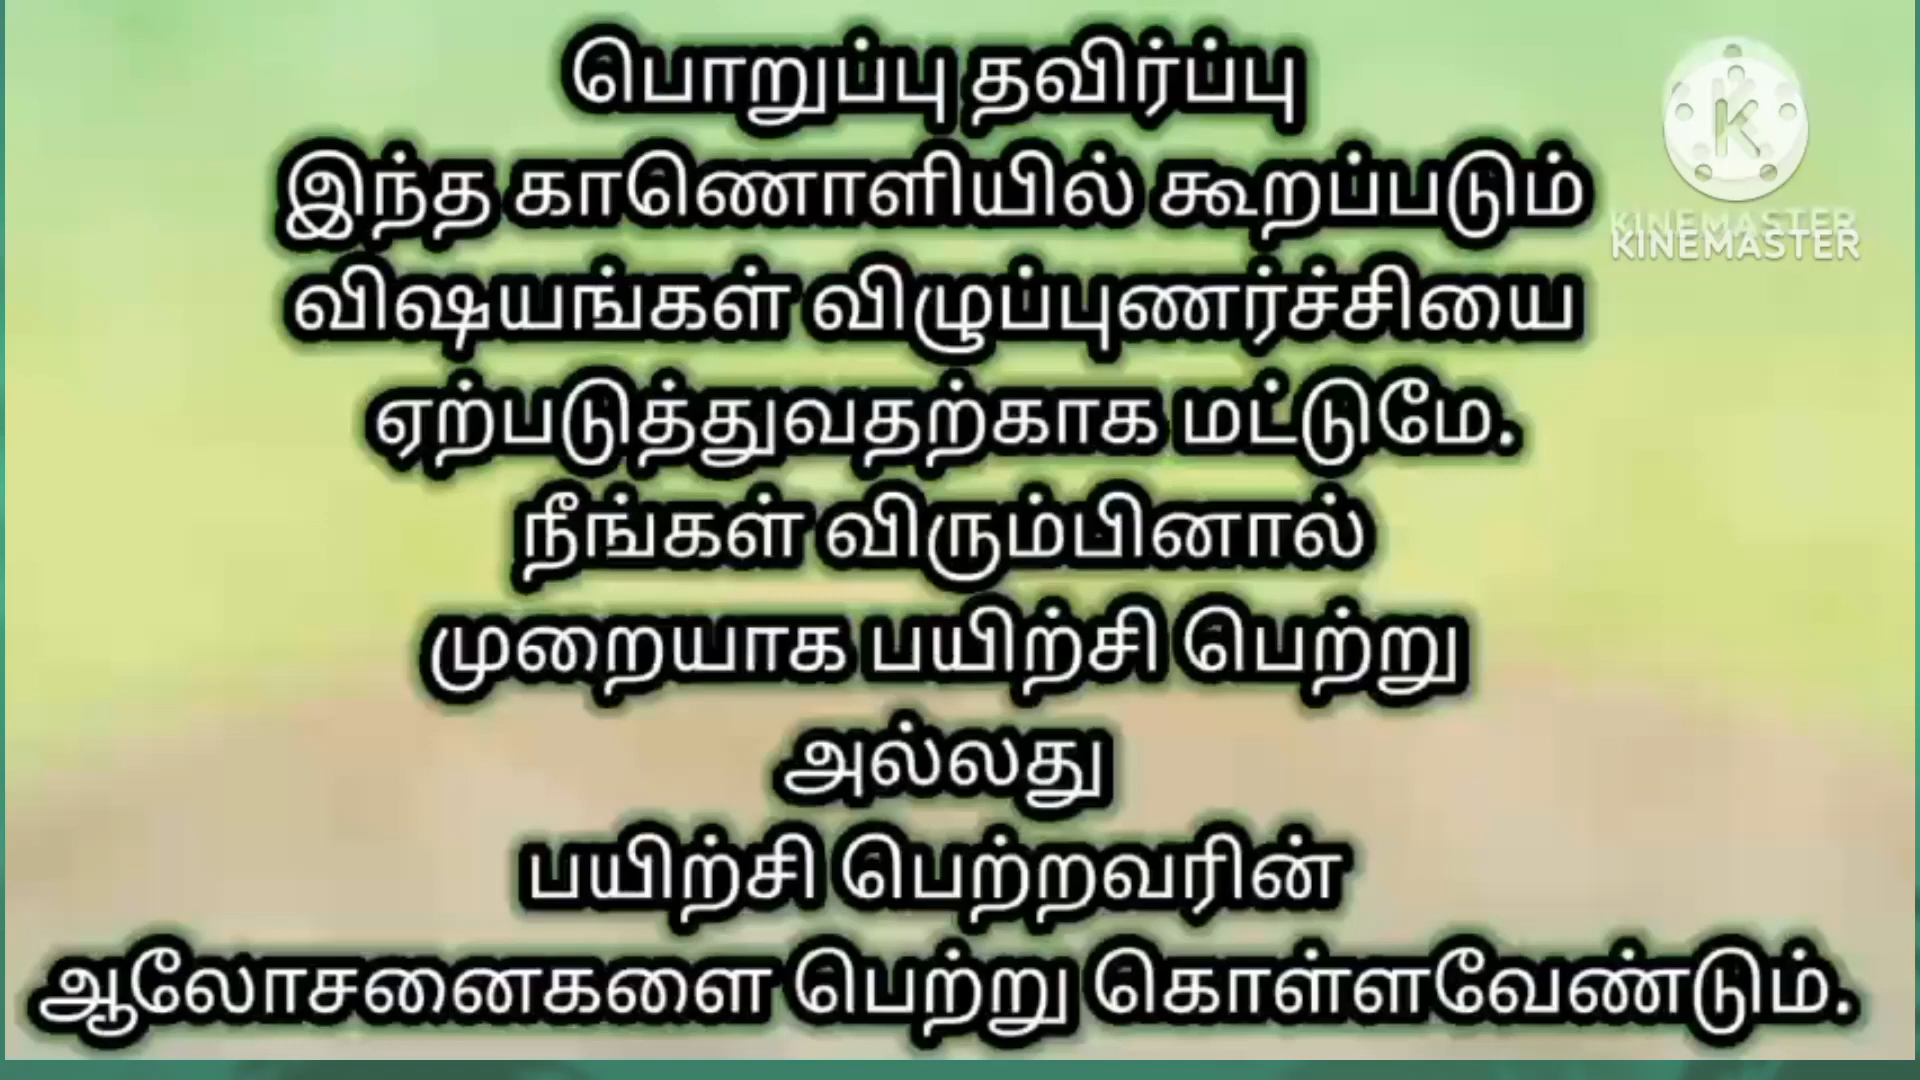 பொறுப்பு தவிர்ப்பு
இந்த காணொளியில் கூறப்படும்
விஷயங்கள் விழுப்புணர்ச்சியை
ஏற்படுத்துவதற்காக மட்டுமே.
நீங்கள் விரும்பினால்
முறையாக பயிற்சி பெற்று
அல்லது
பயிற்சி பெற்றவரின்
ஆலோசனைகளை பெற்று கொள்ளவேண்டும்.
K
KINEMASTER
KINEMASTER